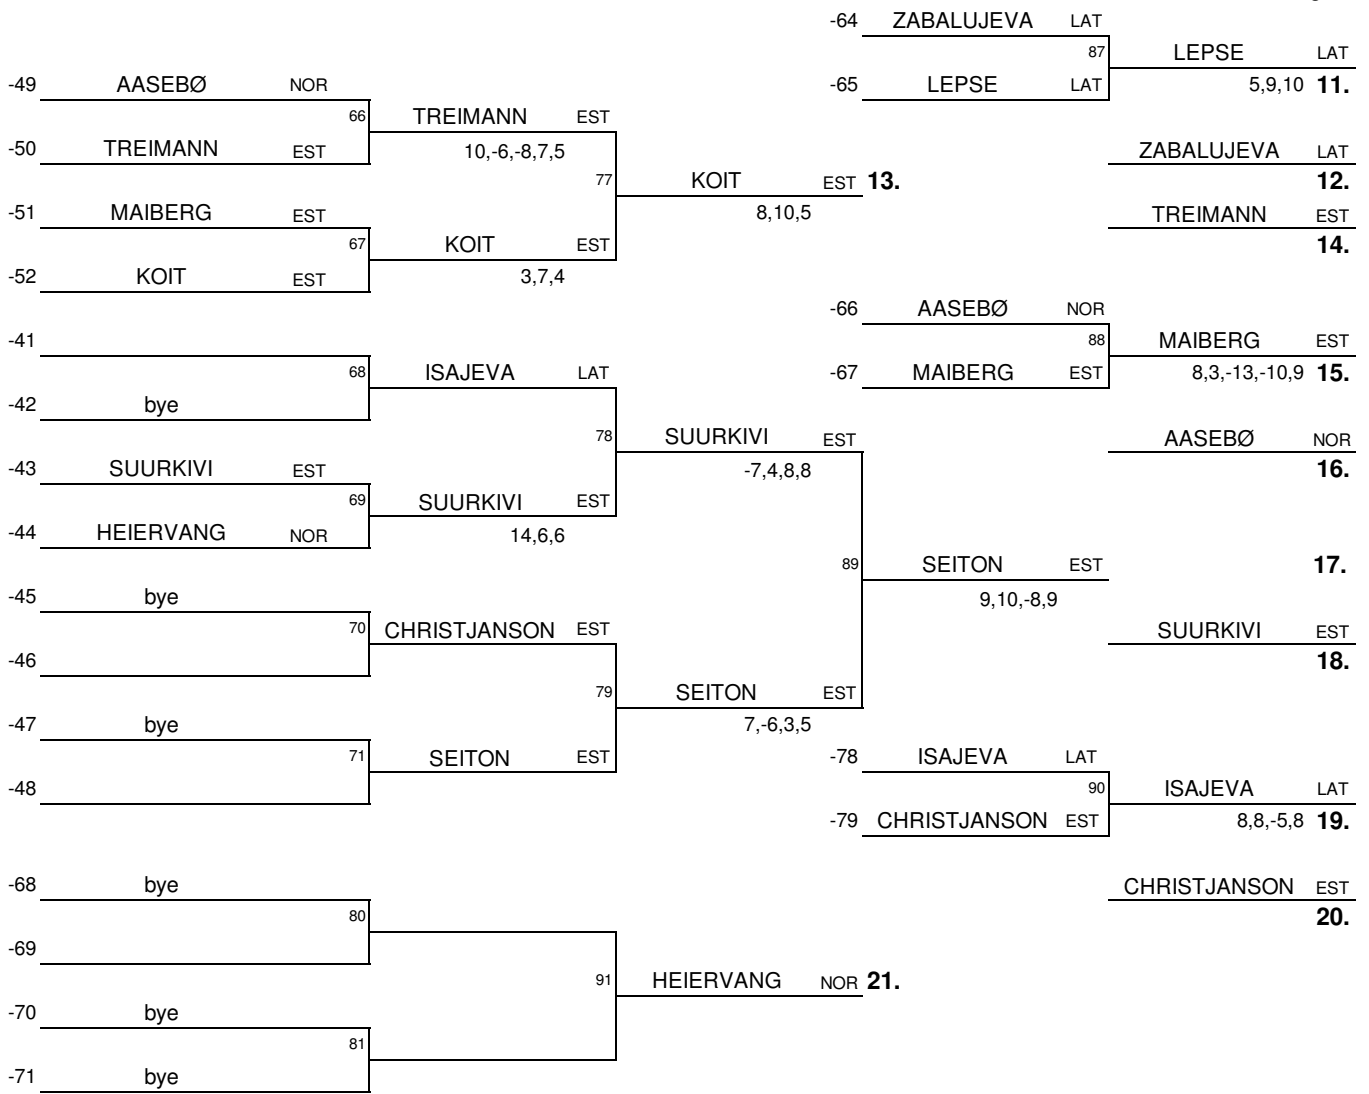 -64 ZABALUJEVA LAT
87 LEPSE LAT
-49 AASEBØ NOR -65 LEPSE LAT 5,9,10 11.
66 TREIMANN EST
-50 TREIMANN EST 10,-6,-8,7,5 ZABALUJEVA LAT
77 KOIT EST 13. 12.
-51 MAIBERG EST 8,10,5 TREIMANN EST
67 KOIT EST 14.
-52 KOIT EST 3,7,4
-66 AASEBØ NOR
-41 88 MAIBERG EST
68 ISAJEVA LAT -67 MAIBERG EST 8,3,-13,-10,9 15.
-42 bye
78 SUURKIVI EST AASEBØ NOR
-43 SUURKIVI EST -7,4,8,8 16.
69 SUURKIVI EST
-44 HEIERVANG NOR 14,6,6
89 SEITON EST 17.
-45 bye 9,10,-8,9
70 CHRISTJANSON EST SUURKIVI EST
-46 18.
79 SEITON EST
-47 bye 7,-6,3,5
71 SEITON EST -78 ISAJEVA LAT
-48 90 ISAJEVA LAT
-79 CHRISTJANSON EST 8,8,-5,8 19.
-68 bye CHRISTJANSON EST
80 20.
-69
91 HEIERVANG NOR 21.
-70 bye
81
-71 bye